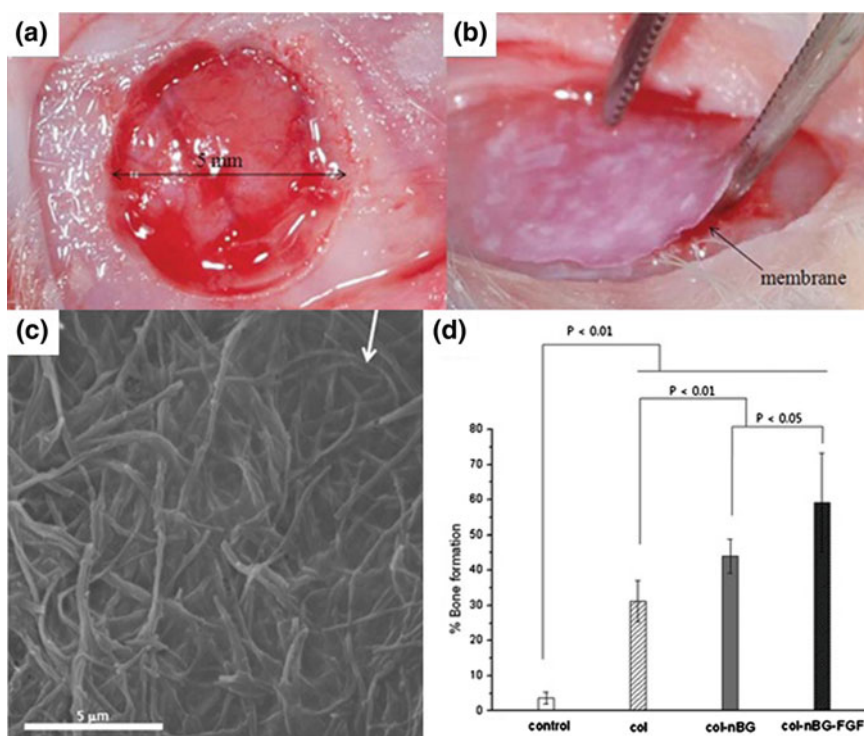 (a)
5 mm
(b)
membrane
(c)
5 μm
(d)
P < 0.01
P < 0.01
P < 0.05
% Bone formation
80
70
60
50
40
30
20
10
0
control
col
col-nBG
col-nBG-FGF